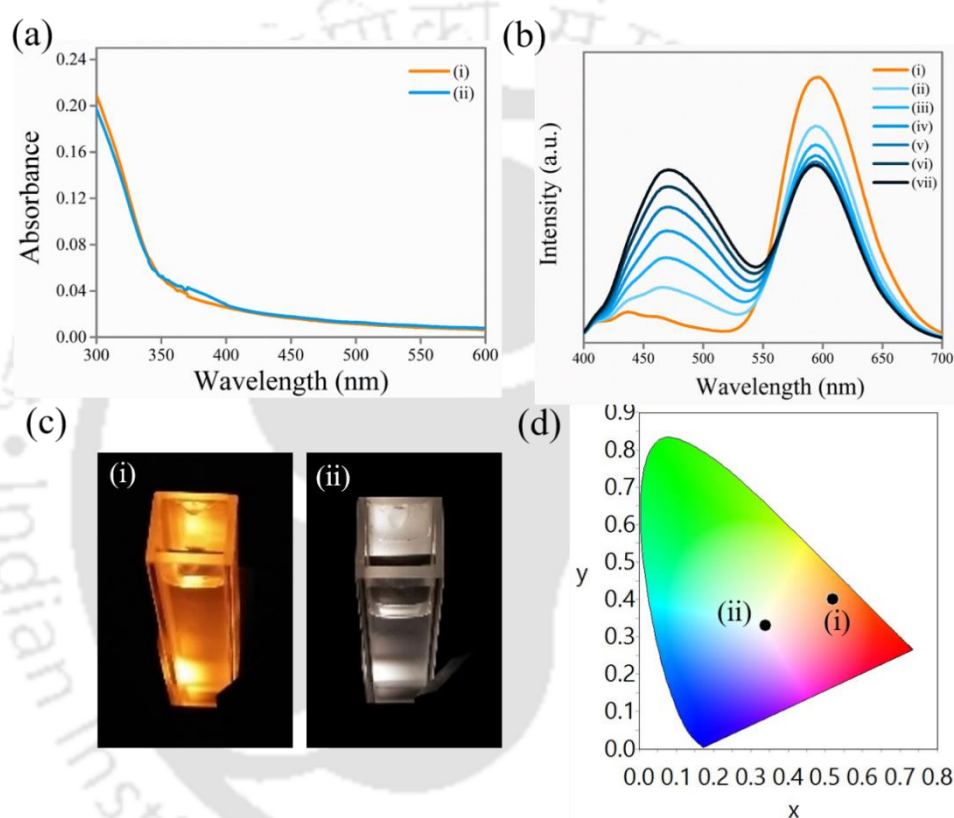 (a)
0.24
0.20
0.16
0.12
0.08
0.04
0.00
Absorbance
300 350 400 450 500 550 600
Wavelength (nm)
(i)
(ii)
(b)
Intensity (a.u.)
400 450 500 550 600 650 700
Wavelength (nm)
(i)
(ii)
(iii)
(iv)
(v)
(vi)
(vii)
(c)
(i)
(ii)
(d)
0.9
0.8
0.7
0.6
0.5
0.4
0.3
0.2
0.1
0.0
y
(ii)
(i)
0.0 0.1 0.2 0.3 0.4 0.5 0.6 0.7 0.8
x
Indian